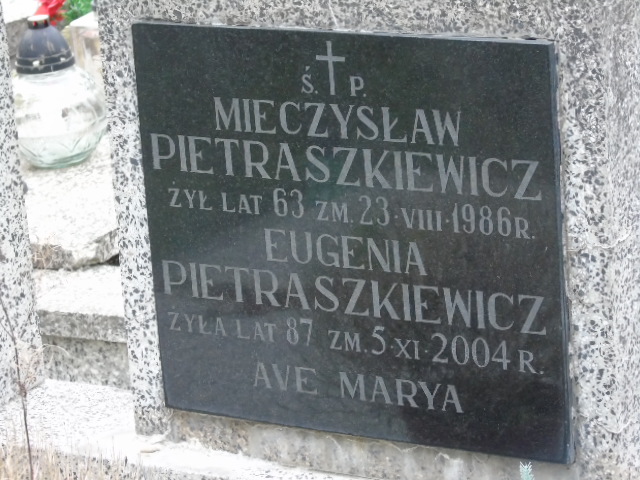 Ś. P.
MIECZYSŁAW
PIETRASZKIEWICZ
ŻYŁ LAT 63 ZM. 23·VIII·1986R.
EUGENIA
PIETRASZKIEWICZ
ŻYŁA LAT 87 ZM. 5·XI·2004R.
AVE MARYA